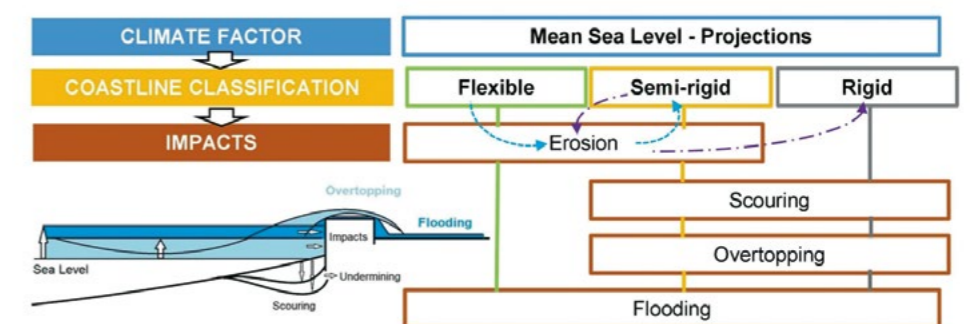 CLIMATE FACTOR
Mean Sea Level - Projections
COASTLINE CLASSIFICATION
Flexible
Semi-rigid
Rigid
IMPACTS
Erosion
Scouring
Overtopping
Flooding
Overtopping
Flooding
Impacts
Sea Level
Undermining
Scouring